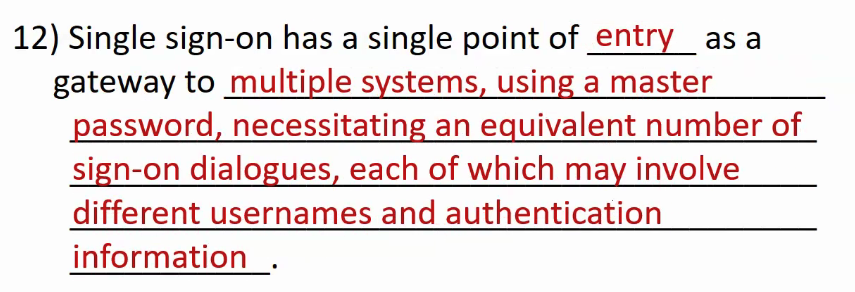 12) Single sign-on has a single point of entry as a
gateway to multiple systems, using a master
password, necessitating an equivalent number of
sign-on dialogues, each of which may involve
different usernames and authentication
information.